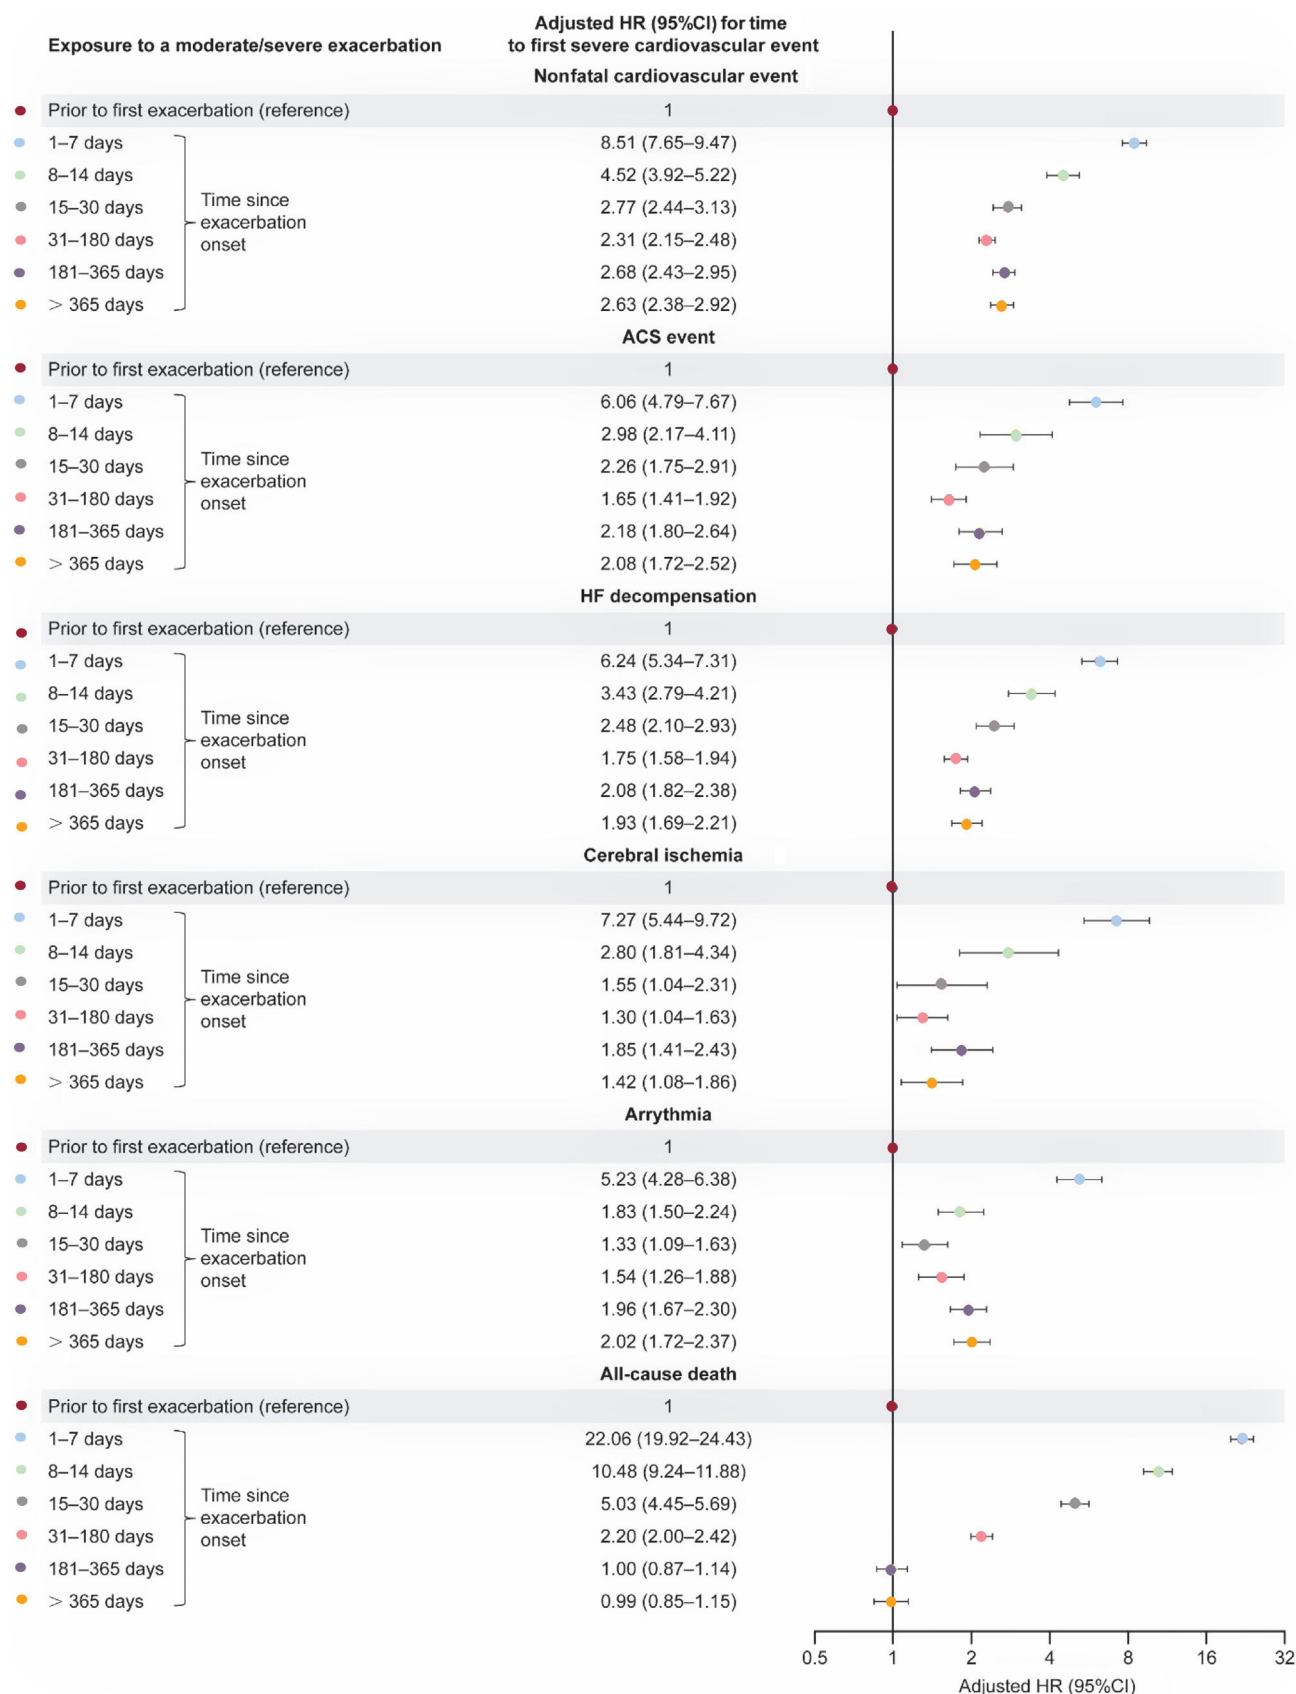 Adjusted HR (95%CI) for time
Exposure to a moderate/severe exacerbation to first severe cardiovascular event
Nonfatal cardiovascular event
Prior to first exacerbation (reference) 1
1–7 days 8.51 (7.65–9.47)
8–14 days 4.52 (3.92–5.22)
Time since
15–30 days 2.77 (2.44–3.13)
exacerbation
31–180 days 2.31 (2.15–2.48)
onset
181–365 days 2.68 (2.43–2.95)
> 365 days 2.63 (2.38–2.92)
ACS event
Prior to first exacerbation (reference) 1
1–7 days 6.06 (4.79–7.67)
8–14 days 2.98 (2.17–4.11)
Time since
15–30 days 2.26 (1.75–2.91)
exacerbation
31–180 days 1.65 (1.41–1.92)
onset
181–365 days 2.18 (1.80–2.64)
> 365 days 2.08 (1.72–2.52)
HF decompensation
Prior to first exacerbation (reference) 1
1–7 days 6.24 (5.34–7.31)
8–14 days 3.43 (2.79–4.21)
Time since
15–30 days 2.48 (2.10–2.93)
exacerbation
31–180 days 1.75 (1.58–1.94)
onset
181–365 days 2.08 (1.82–2.38)
> 365 days 1.93 (1.69–2.21)
Cerebral ischemia
Prior to first exacerbation (reference) 1
1–7 days 7.27 (5.44–9.72)
8–14 days 2.80 (1.81–4.34)
Time since
15–30 days 1.55 (1.04–2.31)
exacerbation
31–180 days 1.30 (1.04–1.63)
onset
181–365 days 1.85 (1.41–2.43)
> 365 days 1.42 (1.08–1.86)
Arrythmia
Prior to first exacerbation (reference) 1
1–7 days 5.23 (4.28–6.38)
8–14 days 1.83 (1.50–2.24)
Time since
15–30 days 1.33 (1.09–1.63)
exacerbation
31–180 days 1.54 (1.26–1.88)
onset
181–365 days 1.96 (1.67–2.30)
> 365 days 2.02 (1.72–2.37)
All-cause death
Prior to first exacerbation (reference) 1
1–7 days 22.06 (19.92–24.43)
8–14 days 10.48 (9.24–11.88)
Time since
15–30 days 5.03 (4.45–5.69)
exacerbation
31–180 days 2.20 (2.00–2.42)
onset
181–365 days 1.00 (0.87–1.14)
> 365 days 0.99 (0.85–1.15)
0.5 1 2 4 8 16 32
Adjusted HR (95%CI)